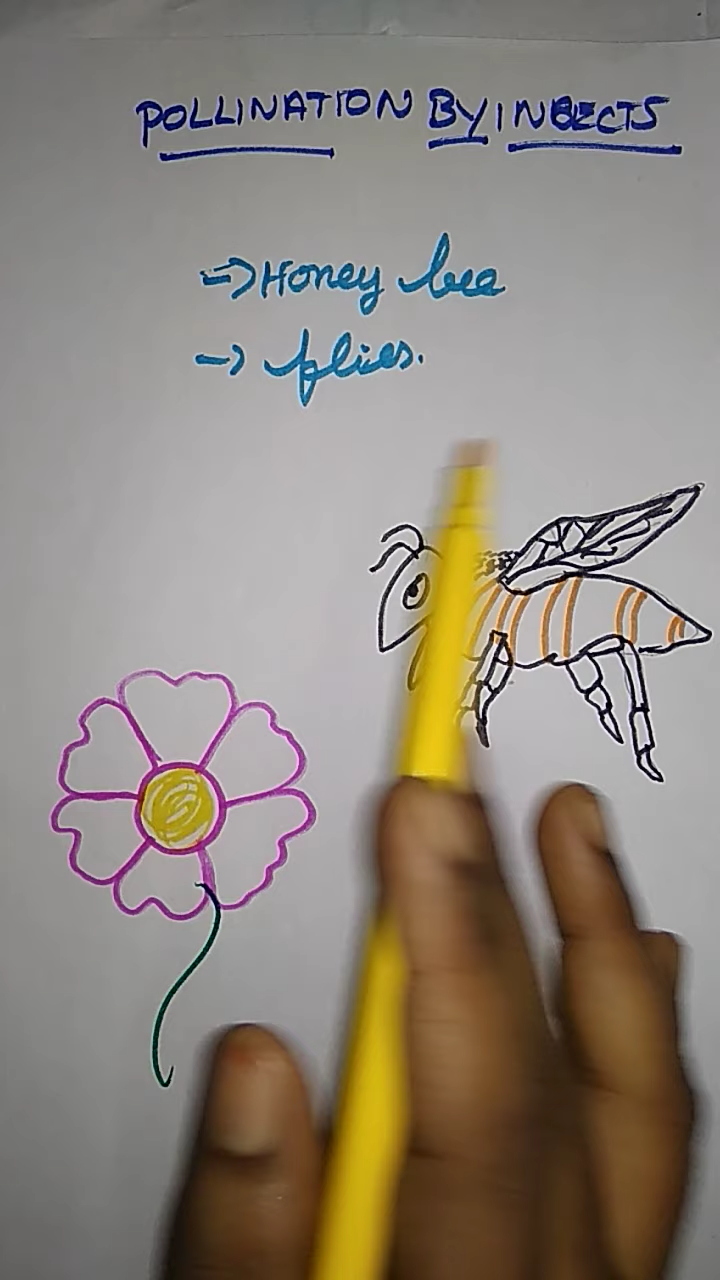 POLLINATION BY INSECTS
→ Honey bee
→ flies.